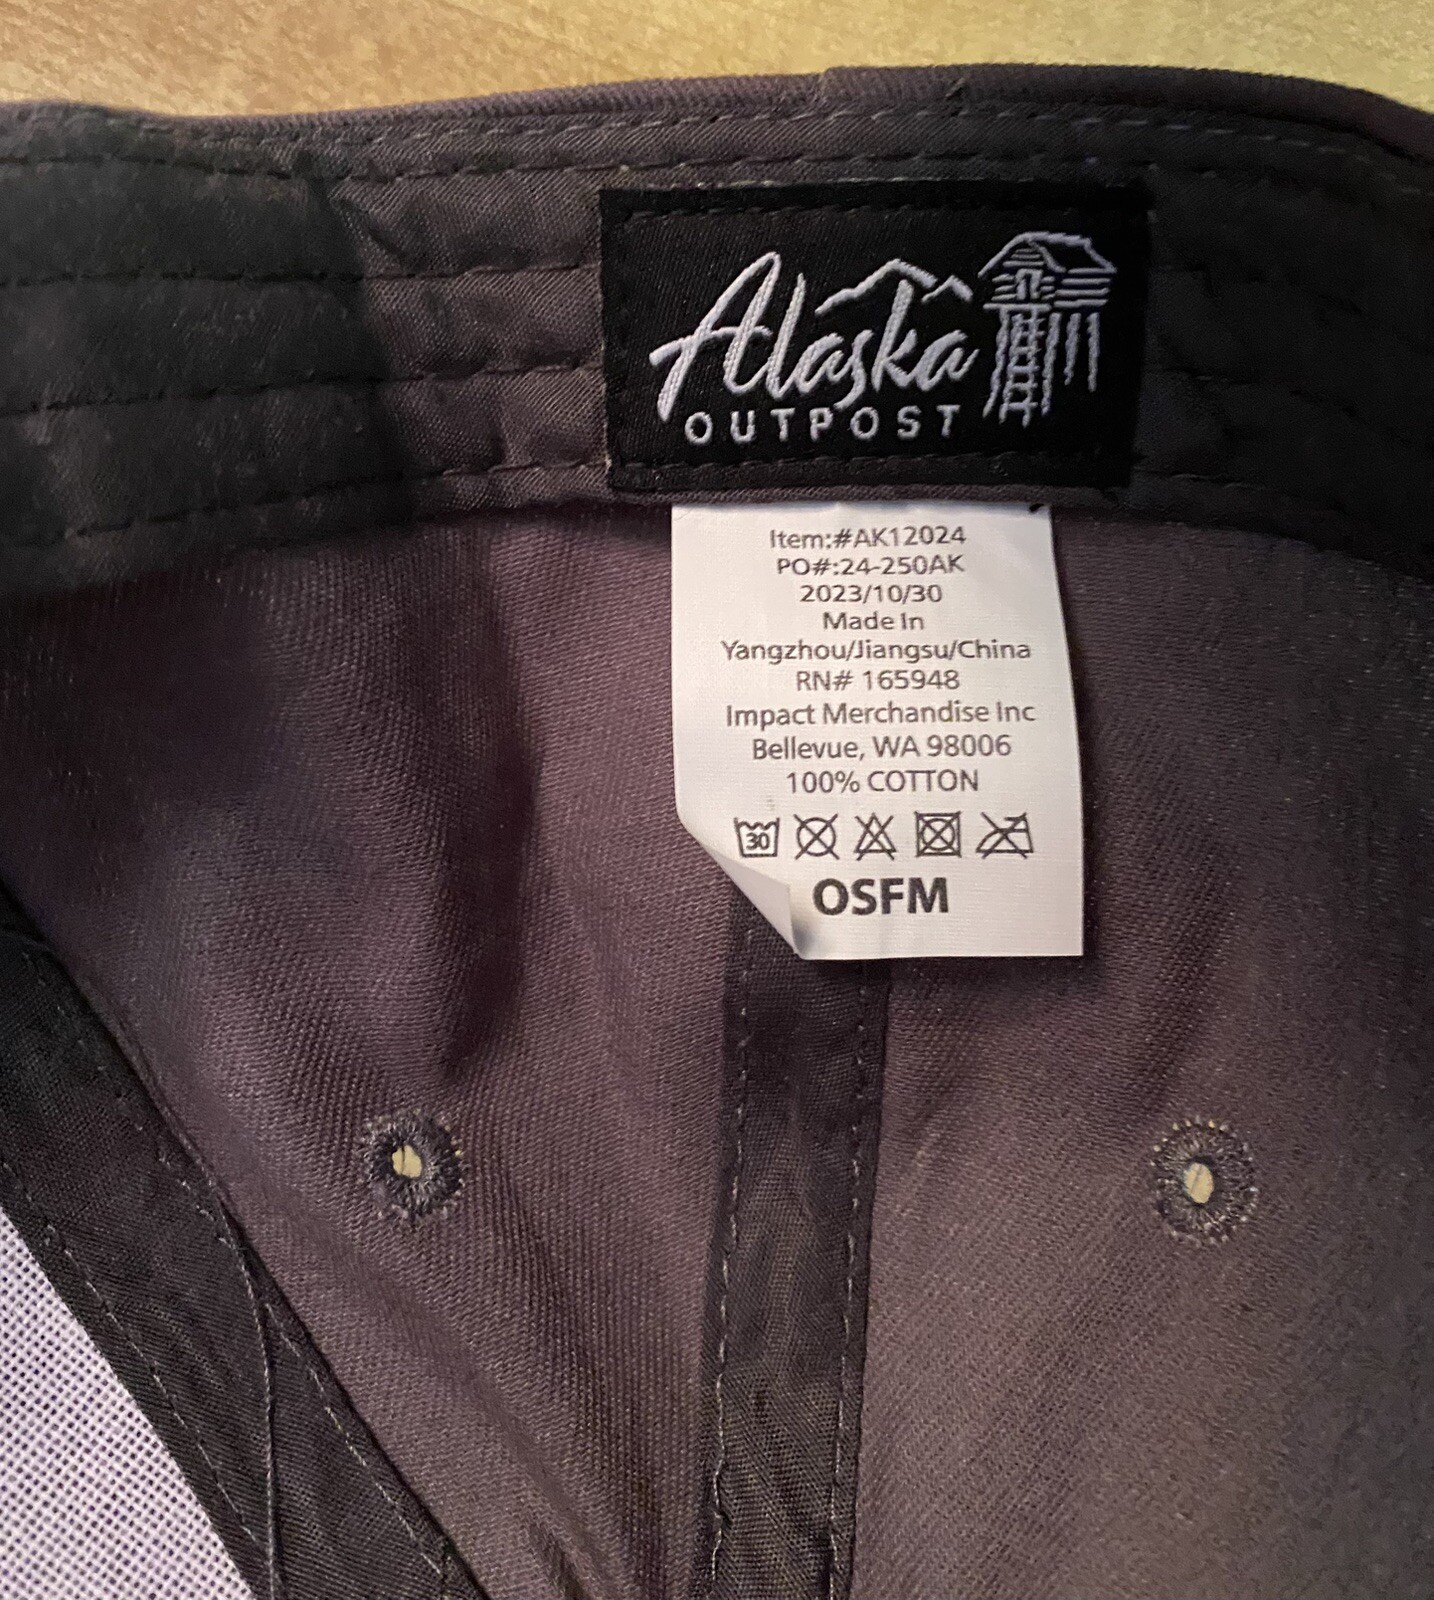 Alaska
OUTPOST
Item:#AK12024
PO#:24-250AK
2023/10/30
Made In
Yangzhou/Jiangsu/China
RN# 165948
Impact Merchandise Inc
Bellevue, WA 98006
100% COTTON
30
OSFM